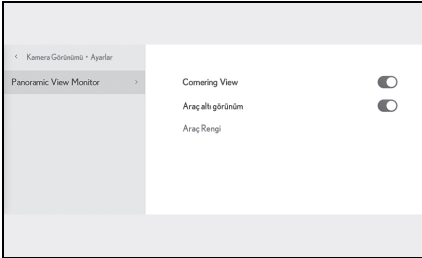 < Kamera Görünümü • Ayarlar
Panoramic View Monitor >
Cornering View
Araç altı görünüm
Araç Rengi